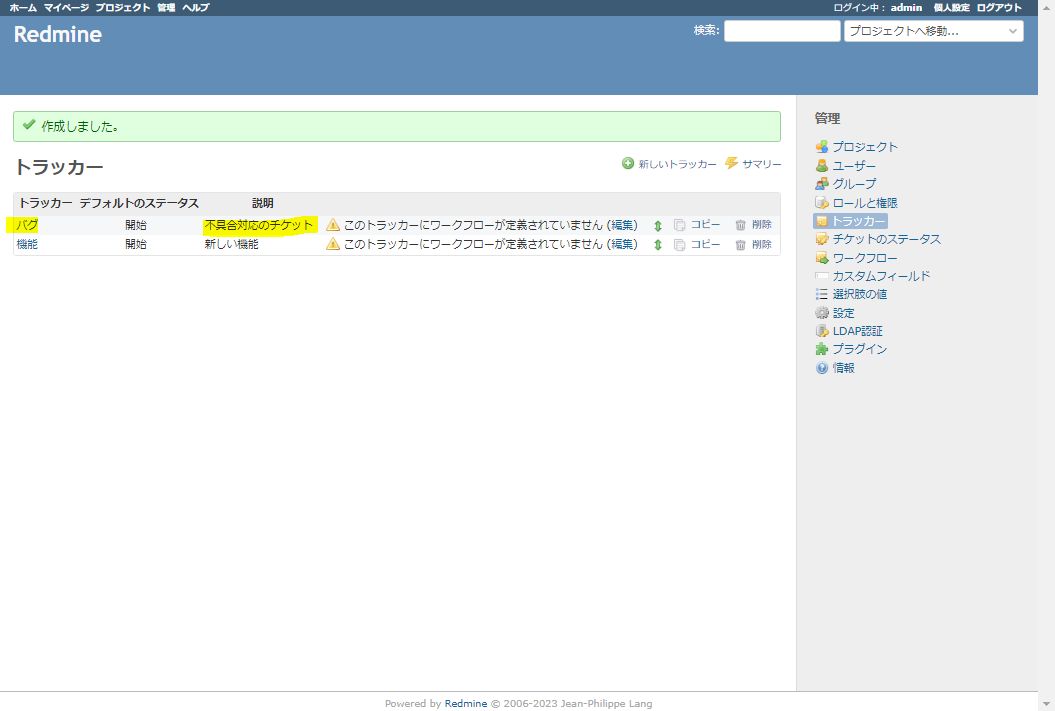 ホーム マイページ プロジェクト 管理 ヘルプ ログイン中: admin 個人設定 ログアウト
Redmine 検索: プロジェクトへ移動...
作成しました。
トラッカー 新しいトラッカー サマリー
トラッカー デフォルトのステータス 説明
バグ 開始 不具合対応のチケット このトラッカーにワークフローが定義されていません (編集) コピー 削除
機能 開始 新しい機能 このトラッカーにワークフローが定義されていません (編集) コピー 削除
管理
プロジェクト
ユーザー
グループ
ロールと権限
トラッカー
チケットのステータス
ワークフロー
カスタムフィールド
選択肢の値
設定
LDAP認証
プラグイン
情報
Powered by Redmine © 2006-2023 Jean-Philippe Lang